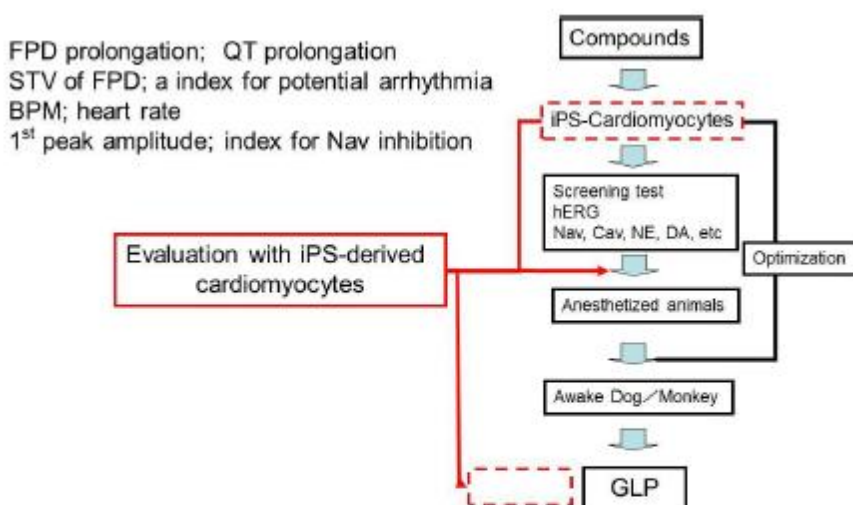 FPD prolongation; QT prolongation
STV of FPD; a index for potential arrhythmia
BPM; heart rate
1st peak amplitude; index for Nav inhibition
Compounds
iPS-Cardiomyocytes
Screening test
hERG
Nav, Cav, NE, DA, etc
Optimization
Evaluation with iPS-derived
cardiomyocytes
Anesthetized animals
Awake Dog／Monkey
GLP